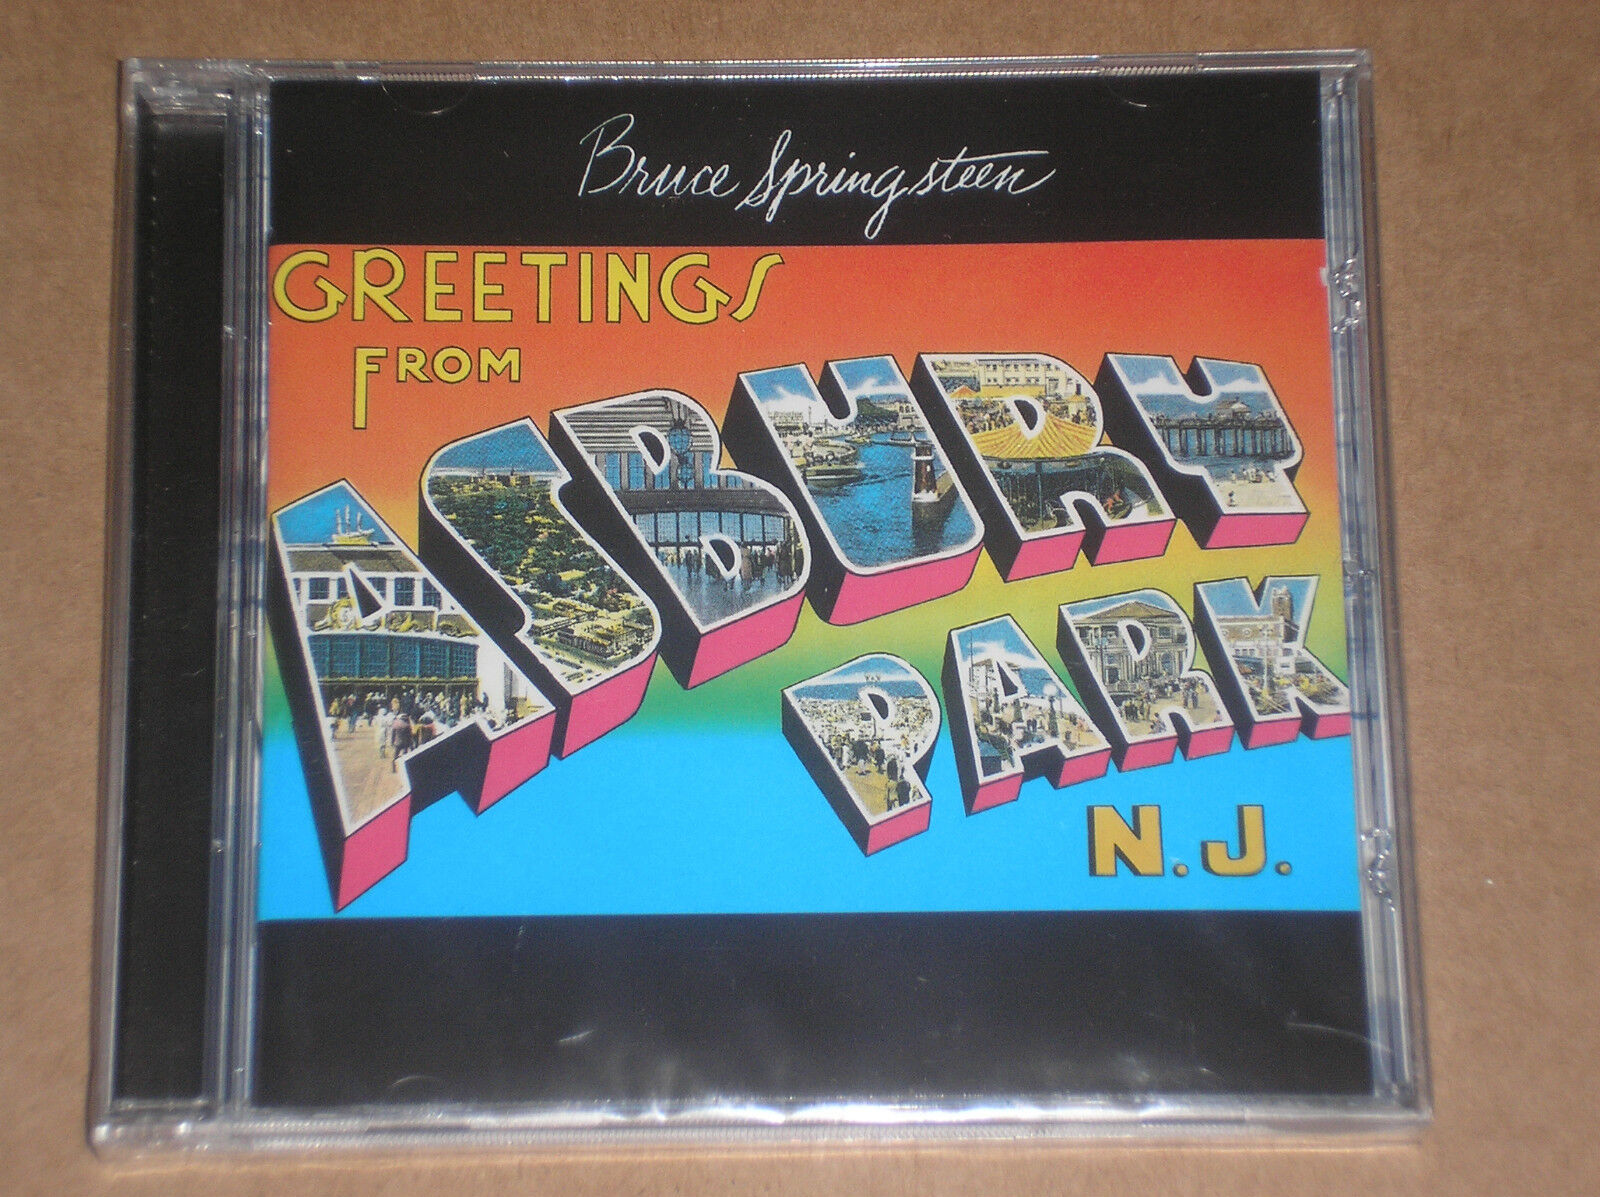 Bruce Springsteen
GREETINGS
FROM
ASBURY
PARK
N.J.